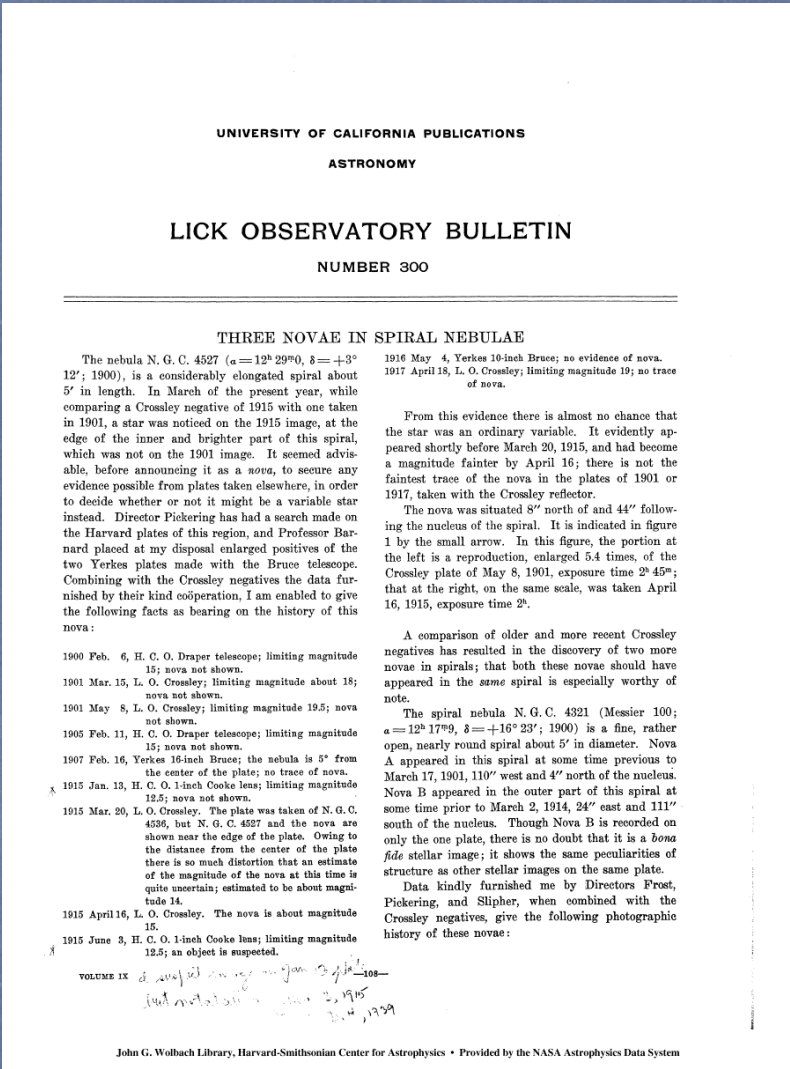 UNIVERSITY OF CALIFORNIA PUBLICATIONS
ASTRONOMY
LICK OBSERVATORY BULLETIN
NUMBER 300
THREE NOVAE IN SPIRAL NEBULAE
The nebula N. G. C. 4527 (α = 12ʰ 29ᵐ0, δ = +3°
12′; 1900), is a considerably elongated spiral about
5′ in length. In March of the present year, while
comparing a Crossley negative of 1915 with one taken
in 1901, a star was noticed on the 1915 image, at the
edge of the inner and brighter part of this spiral,
which was not on the 1901 image. It seemed advis-
able, before announcing it as a nova, to secure any
evidence possible from plates taken elsewhere, in order
to decide whether or not it might be a variable star
instead. Director Pickering has had a search made on
the Harvard plates of this region, and Professor Bar-
nard placed at my disposal enlarged positives of the
two Yerkes plates made with the Bruce telescope.
Combining with the Crossley negatives the data fur-
nished by their kind coöperation, I am enabled to give
the following facts as bearing on the history of this
nova:
1900 Feb. 6, H. C. O. Draper telescope; limiting magnitude
15; nova not shown.
1901 Mar. 15, L. O. Crossley; limiting magnitude about 18;
nova not shown.
1901 May 8, L. O. Crossley; limiting magnitude 19.5; nova
not shown.
1905 Feb. 11, H. C. O. Draper telescope; limiting magnitude
15; nova not shown.
1907 Feb. 16, Yerkes 16-inch Bruce; the nebula is 5° from
the center of the plate; no trace of nova.
1915 Jan. 13, H. C. O. 1-inch Cooke lens; limiting magnitude
12.5; nova not shown.
1915 Mar. 20, L. O. Crossley. The plate was taken of N. G. C.
4536, but N. G. C. 4527 and the nova are
shown near the edge of the plate. Owing to
the distance from the center of the plate
there is so much distortion that an estimate
of the magnitude of the nova at this time is
quite uncertain; estimated to be about magni-
tude 14.
1915 April 16, L. O. Crossley. The nova is about magnitude
15.
1915 June 3, H. C. O. 1-inch Cooke lens; limiting magnitude
12.5; an object is suspected.
1916 May 4, Yerkes 10-inch Bruce; no evidence of nova.
1917 April 18, L. O. Crossley; limiting magnitude 19; no trace
of nova.
From this evidence there is almost no chance that
the star was an ordinary variable. It evidently ap-
peared shortly before March 20, 1915, and had become
a magnitude fainter by April 16; there is not the
faintest trace of the nova in the plates of 1901 or
1917, taken with the Crossley reflector.
The nova was situated 8″ north of and 44″ follow-
ing the nucleus of the spiral. It is indicated in figure
1 by the small arrow. In this figure, the portion at
the left is a reproduction, enlarged 5.4 times, of the
Crossley plate of May 8, 1901, exposure time 2ʰ 45ᵐ;
that at the right, on the same scale, was taken April
16, 1915, exposure time 2ʰ.
A comparison of older and more recent Crossley
negatives has resulted in the discovery of two more
novae in spirals; that both these novae should have
appeared in the same spiral is especially worthy of
note.
The spiral nebula N. G. C. 4321 (Messier 100;
α = 12ʰ 17ᵐ9, δ = +16° 23′; 1900) is a fine, rather
open, nearly round spiral about 5′ in diameter. Nova
A appeared in this spiral at some time previous to
March 17, 1901, 110″ west and 4″ north of the nucleus.
Nova B appeared in the outer part of this spiral at
some time prior to March 2, 1914, 24″ east and 111″
south of the nucleus. Though Nova B is recorded on
only the one plate, there is no doubt that it is a bona
fide stellar image; it shows the same peculiarities of
structure as other stellar images on the same plate.
Data kindly furnished me by Directors Frost,
Pickering, and Slipher, when combined with the
Crossley negatives, give the following photographic
history of these novae:
VOLUME IX —108—
Jan 13
1915
1939
John G. Wolbach Library, Harvard-Smithsonian Center for Astrophysics • Provided by the NASA Astrophysics Data System